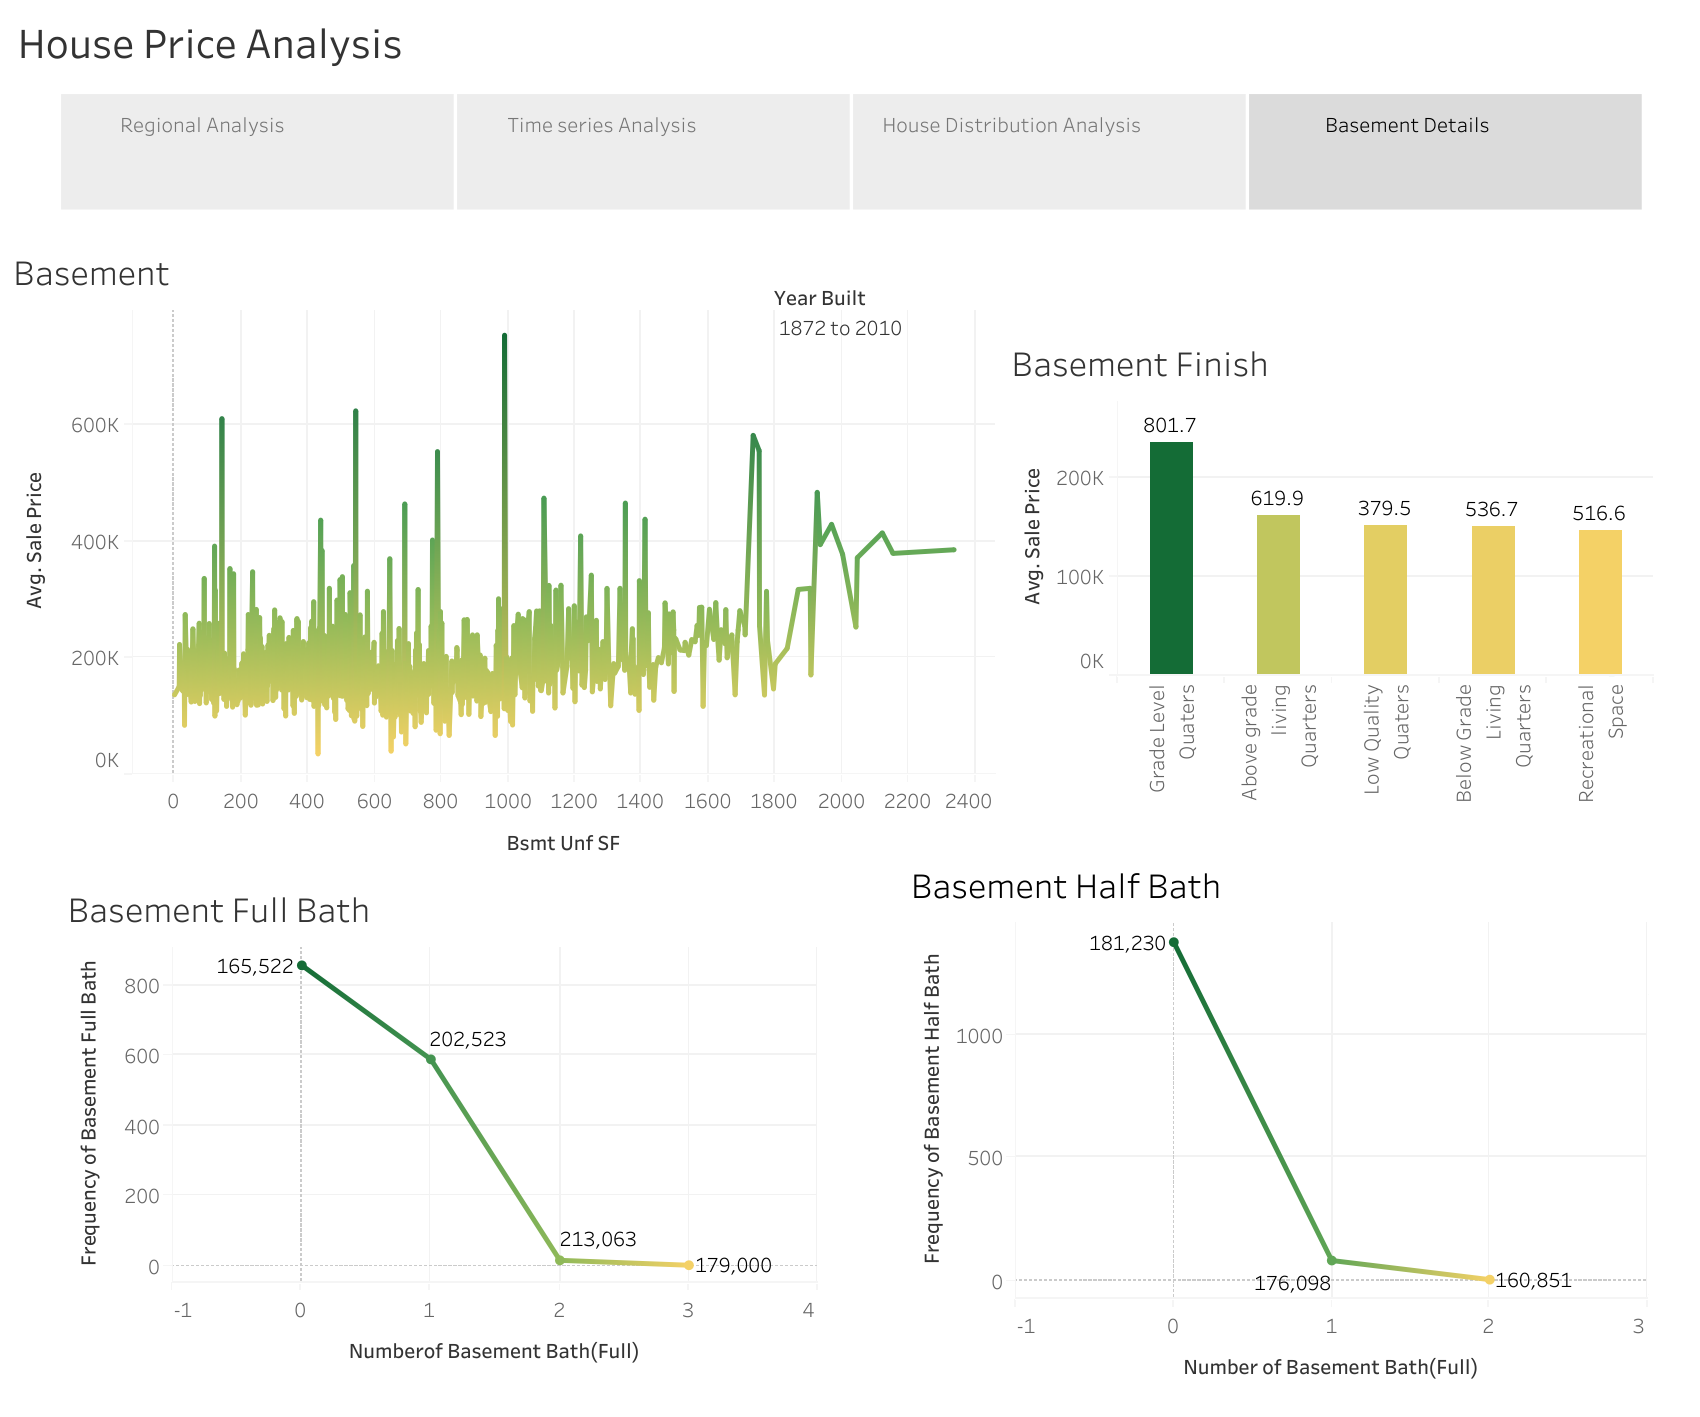 House Price Analysis
Regional Analysis
Time series Analysis
House Distribution Analysis
Basement Details
Basement
Year Built
1872 to 2010
Avg. Sale Price
600K
400K
200K
0K
0 200 400 600 800 1000 1200 1400 1600 1800 2000 2200 2400
Bsmt Unf SF
Basement Finish
Avg. Sale Price
200K
100K
0K
801.7
619.9
379.5
536.7
516.6
Grade Level
Quaters
Above grade
living
Quarters
Low Quality
Quaters
Below Grade
Living
Quarters
Recreational
Space
Basement Full Bath
Frequency of Basement Full Bath
800
600
400
200
0
165,522
202,523
213,063
179,000
-1 0 1 2 3 4
Numberof Basement Bath(Full)
Basement Half Bath
Frequency of Basement Half Bath
1000
500
0
181,230
176,098
160,851
-1 0 1 2 3
Number of Basement Bath(Full)